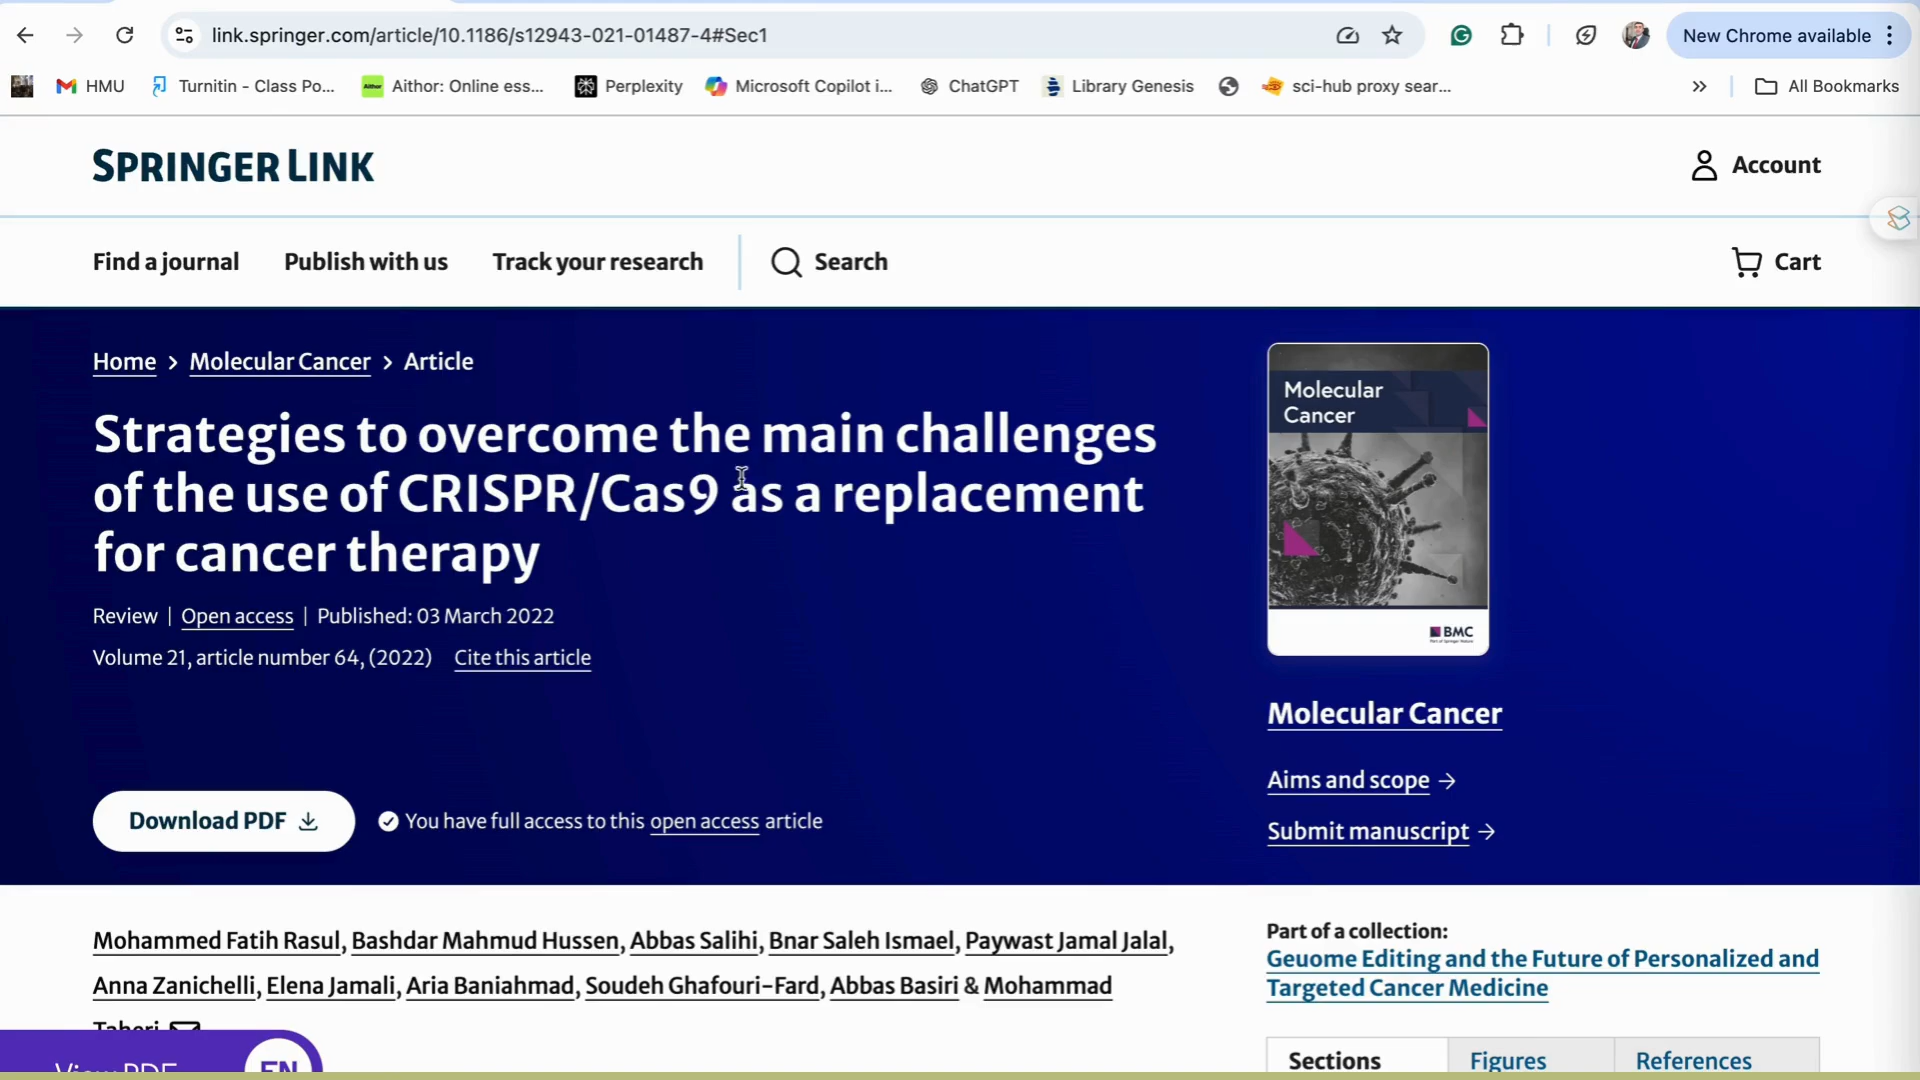 link.springer.com/article/10.1186/s12943-021-01487-4#Sec1
New Chrome available
HMU
Turnitin - Class Po...
Aithor
Aithor: Online ess...
Perplexity
Microsoft Copilot i...
ChatGPT
Library Genesis
sci-hub proxy sear...
All Bookmarks
SPRINGER LINK
Account
Find a journal
Publish with us
Track your research
Search
Cart
Home > Molecular Cancer > Article
Strategies to overcome the main challenges
of the use of CRISPR/Cas9 as a replacement
for cancer therapy
Review | Open access | Published: 03 March 2022
Volume 21, article number 64, (2022) Cite this article
Download PDF
You have full access to this open access article
Molecular
Cancer
BMC
Molecular Cancer
Aims and scope →
Submit manuscript →
Mohammed Fatih Rasul, Bashdar Mahmud Hussen, Abbas Salihi, Bnar Saleh Ismael, Paywast Jamal Jalal,
Anna Zanichelli, Elena Jamali, Aria Baniahmad, Soudeh Ghafouri-Fard, Abbas Basiri & Mohammad
Taheri
Part of a collection:
Geuome Editing and the Future of Personalized and
Targeted Cancer Medicine
View PDF
EN
Sections
Figures
References